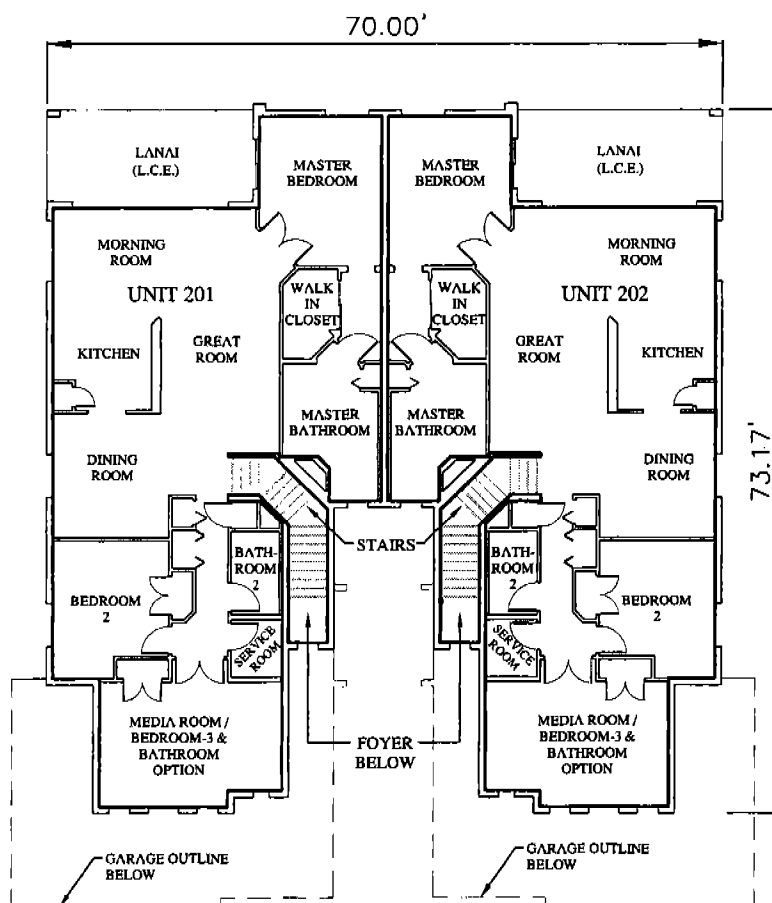 70.00'
LANAI
(L.C.E.)
MASTER
BEDROOM
MASTER
BEDROOM
LANAI
(L.C.E.)
MORNING
ROOM
MORNING
ROOM
UNIT 201
WALK
IN
CLOSET
WALK
IN
CLOSET
UNIT 202
KITCHEN
GREAT
ROOM
GREAT
ROOM
KITCHEN
MASTER
BATHROOM
MASTER
BATHROOM
DINING
ROOM
DINING
ROOM
73.17'
STAIRS
BATH-
ROOM
2
BATH-
ROOM
2
BEDROOM
2
BEDROOM
2
SERVICE
ROOM
SERVICE
ROOM
MEDIA ROOM /
BEDROOM-3 &
BATHROOM
OPTION
FOYER
BELOW
MEDIA ROOM /
BEDROOM-3 &
BATHROOM
OPTION
GARAGE OUTLINE
BELOW
GARAGE OUTLINE
BELOW